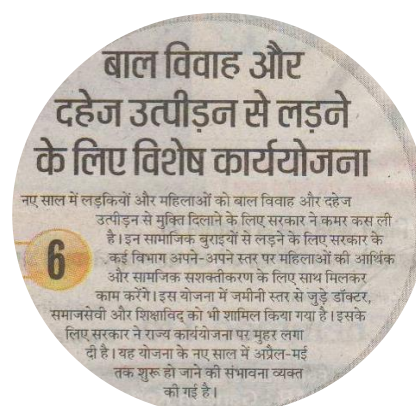 बाल विवाह और
दहेज उत्पीड़न से लड़ने
के लिए विशेष कार्ययोजना
नए साल में लड़कियों और महिलाओं को बाल विवाह और दहेज
उत्पीड़न से मुक्ति दिलाने के लिए सरकार ने कमर कस ली
है। इन सामाजिक बुराइयों से लड़ने के लिए सरकार के
6
कई विभाग अपने-अपने स्तर पर महिलाओं की आर्थिक
और सामजिक सशक्तीकरण के लिए साथ मिलकर
काम करेंगे। इस योजना में जमीनी स्तर से जुड़े डॉक्टर,
समाजसेवी और शिक्षाविद् को भी शामिल किया गया है। इसके
लिए सरकार ने राज्य कार्ययोजना पर मुहर लगा
दी है। यह योजना के नए साल में अप्रैल-मई
तक शुरू हो जाने की संभावना व्यक्त
की गई है।